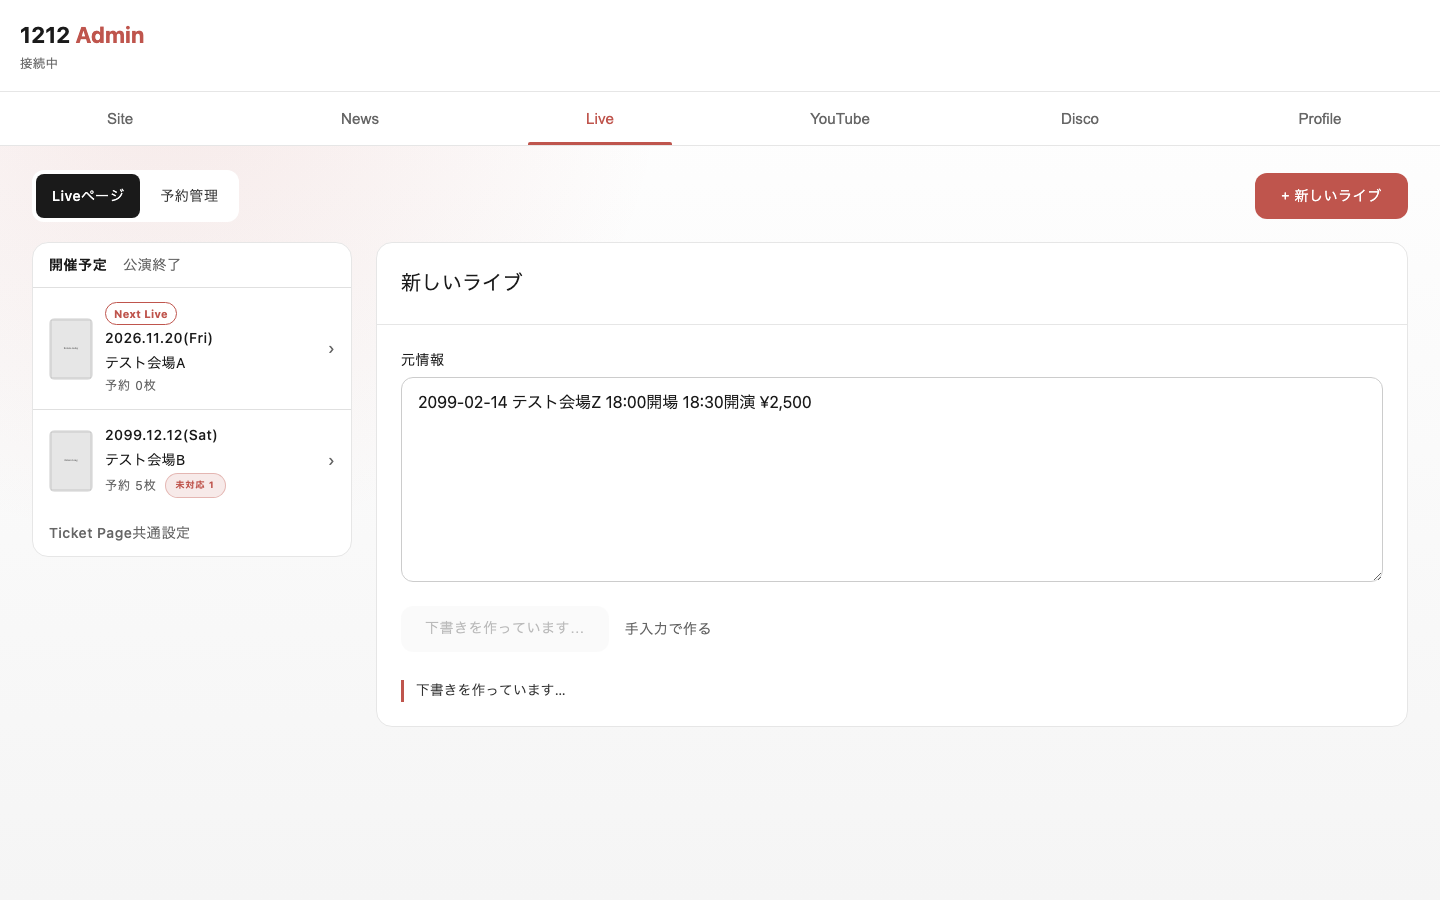 1212 Admin
接続中
Site
News
Live
YouTube
Disco
Profile
Liveページ
予約管理
+ 新しいライブ
開催予定
公演終了
Next Live
2026.11.20(Fri)
テスト会場A
予約 0枚
2099.12.12(Sat)
テスト会場B
予約 5枚
未対応 1
Ticket Page共通設定
新しいライブ
元情報
2099-02-14 テスト会場Z 18:00開場 18:30開演 ¥2,500
下書きを作っています…
手入力で作る
下書きを作っています…